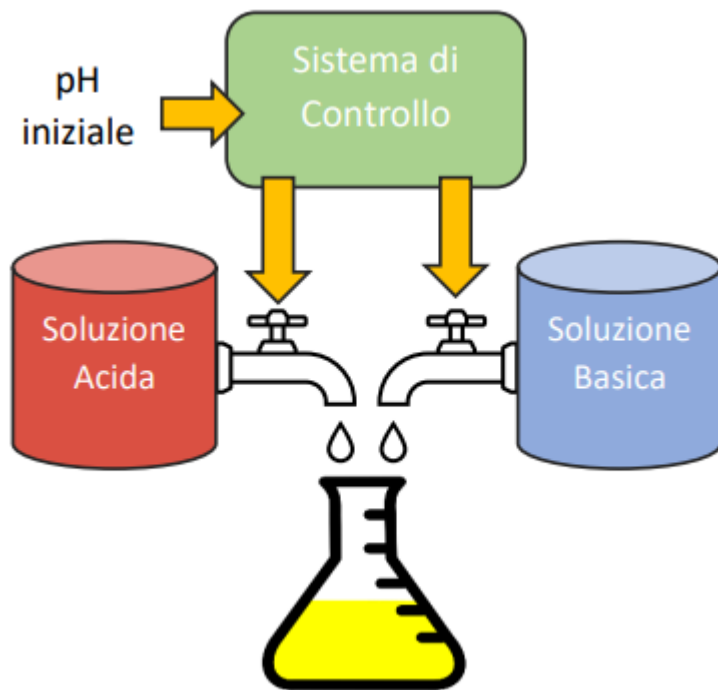 Sistema di
Controllo
pH
iniziale
Soluzione
Acida
Soluzione
Basica